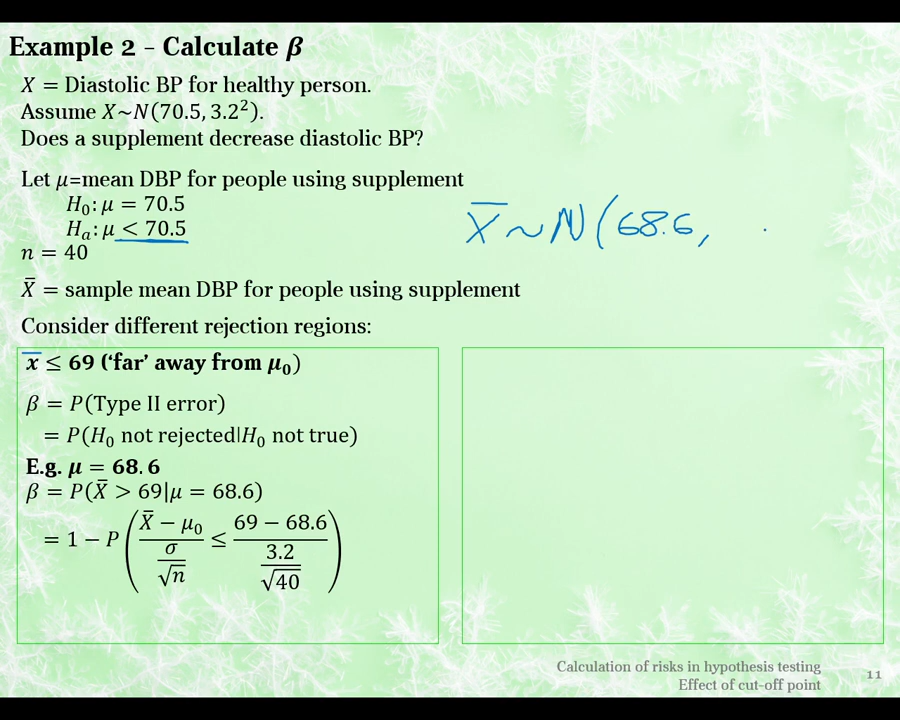 Example 2 – Calculate β
X = Diastolic BP for healthy person.
Assume X~N(70.5, 3.2²).
Does a supplement decrease diastolic BP?
Let μ=mean DBP for people using supplement
H₀: μ = 70.5
Hₐ: μ < 70.5
X̄ ~ N(68.6,
n = 40
X̄ = sample mean DBP for people using supplement
Consider different rejection regions:
x̄ ≤ 69 ('far' away from μ₀)
β = P(Type II error)
= P(H₀ not rejected|H₀ not true)
E.g. μ = 68.6
β = P(X̄ > 69|μ = 68.6)
= 1 − P( (X̄ − μ₀)/(σ/√n) ≤ (69 − 68.6)/(3.2/√40) )
Calculation of risks in hypothesis testing
Effect of cut-off point
11